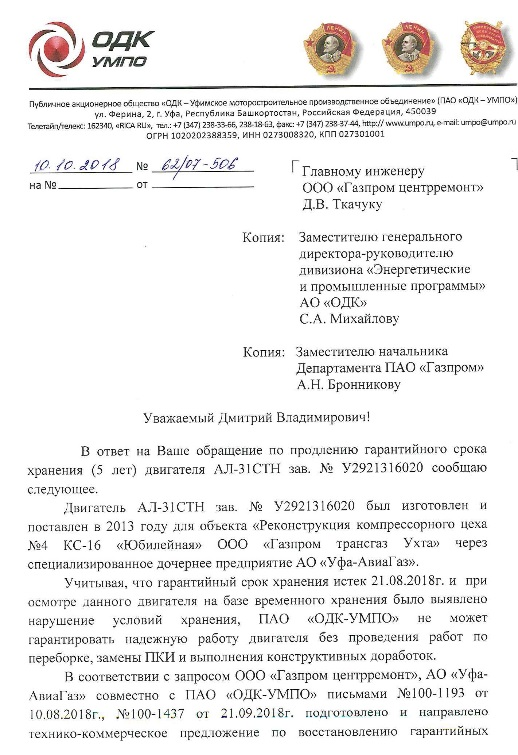 ОДК
УМПО
Публичное акционерное общество «ОДК – Уфимское моторостроительное производственное объединение» (ПАО «ОДК – УМПО»)
ул. Ферина, 2, г. Уфа, Республика Башкортостан, Российская Федерация, 450039
Телетайп/телекс: 162340, «RICA RU», тел.: +7 (347) 238-33-66, 238-18-63, факс: +7 (347) 238-37-44, http:// www.umpo.ru, e-mail: umpo@umpo.ru
ОГРН 1020202388359, ИНН 0273008320, КПП 027301001
10.10.2018 № 62/07-506
на № от
Главному инженеру
ООО «Газпром центрремонт»
Д.В. Ткачуку
Копия: Заместителю генерального
директора-руководителю
дивизиона «Энергетические
и промышленные программы»
АО «ОДК»
С.А. Михайлову
Копия: Заместителю начальника
Департамента ПАО «Газпром»
А.Н. Бронникову
Уважаемый Дмитрий Владимирович!
В ответ на Ваше обращение по продлению гарантийного срока
хранения (5 лет) двигателя АЛ-31СТН зав. № У2921316020 сообщаю
следующее.
Двигатель АЛ-31СТН зав. № У2921316020 был изготовлен и
поставлен в 2013 году для объекта «Реконструкция компрессорного цеха
№4 КС-16 «Юбилейная» ООО «Газпром трансгаз Ухта» через
специализированное дочернее предприятие АО «Уфа-АвиаГаз».
Учитывая, что гарантийный срок хранения истек 21.08.2018г. и при
осмотре данного двигателя на базе временного хранения было выявлено
нарушение условий хранения, ПАО «ОДК-УМПО» не может
гарантировать надежную работу двигателя без проведения работ по
переборке, замены ПКИ и выполнения конструктивных доработок.
В соответствии с запросом ООО «Газпром центрремонт», АО «Уфа-
АвиаГаз» совместно с ПАО «ОДК-УМПО» письмами №100-1193 от
10.08.2018г., №100-1437 от 21.09.2018г. подготовлено и направлено
технико-коммерческое предложение по восстановлению гарантийных